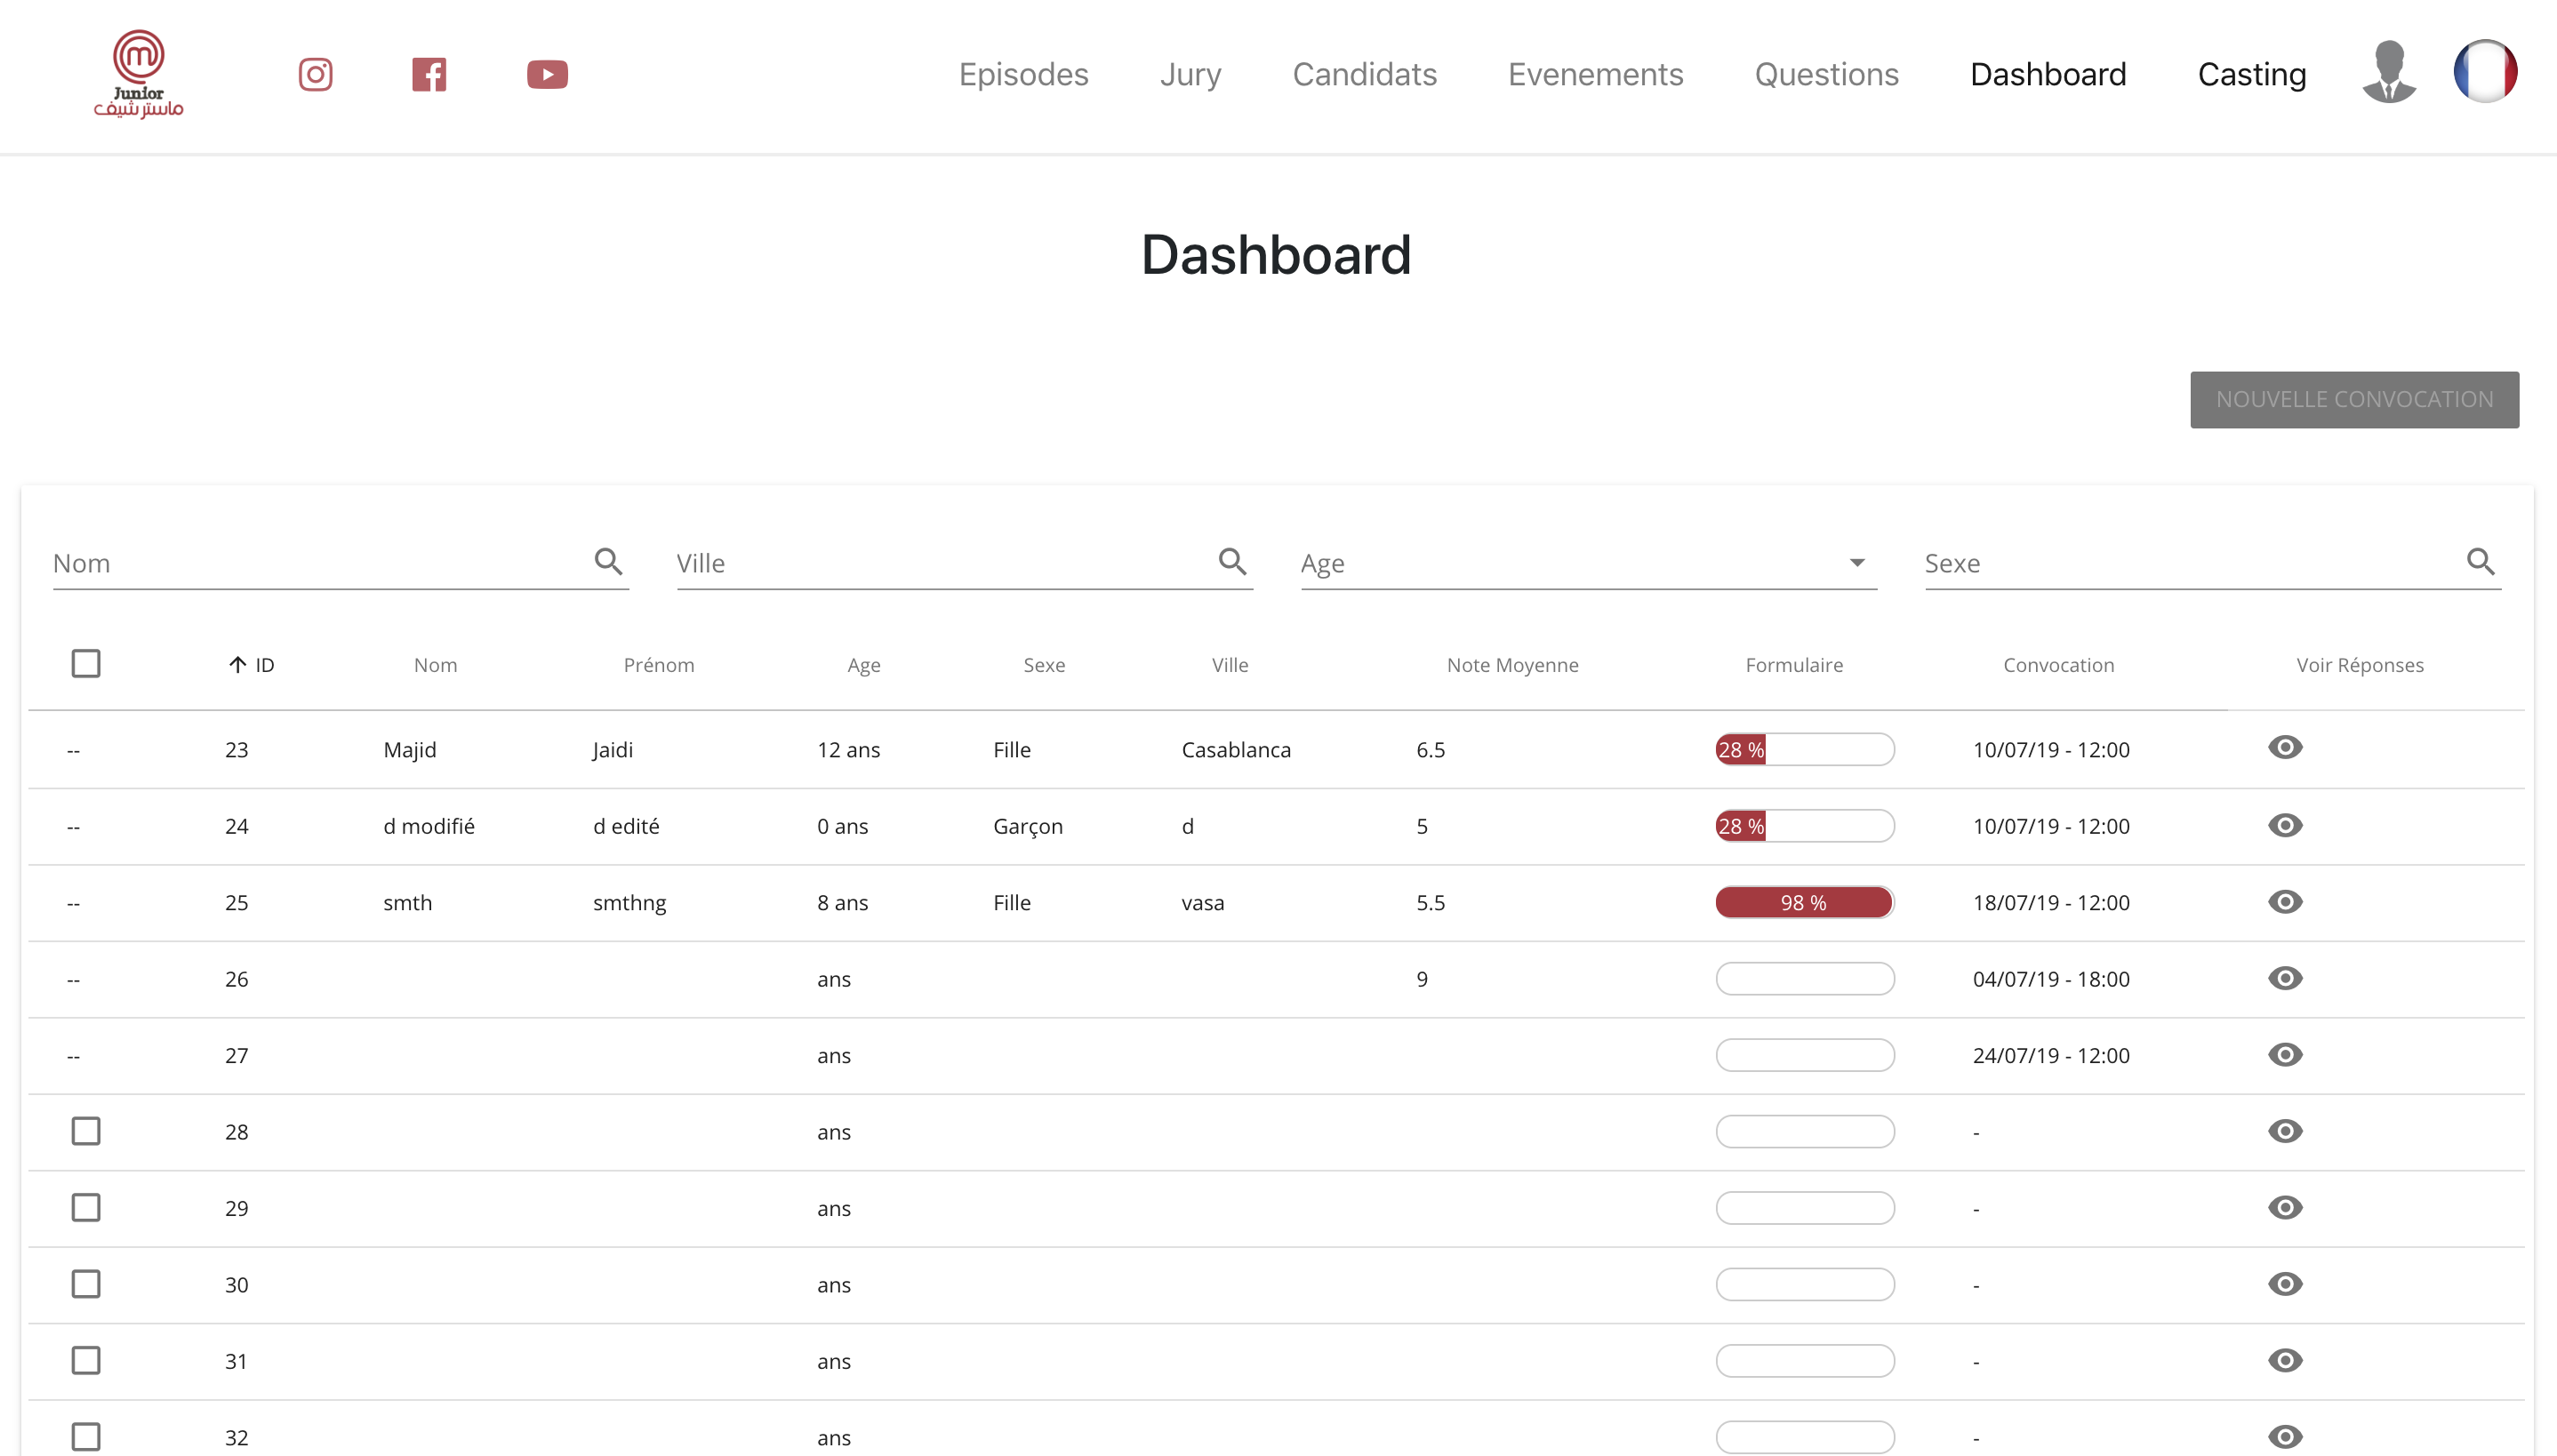 Junior
ماستر شيف
Episodes Jury Candidats Evenements Questions Dashboard Casting
Dashboard
NOUVELLE CONVOCATION
Nom Ville Age Sexe
ID Nom Prénom Age Sexe Ville Note Moyenne Formulaire Convocation Voir Réponses
-- 23 Majid Jaidi 12 ans Fille Casablanca 6.5 28 % 10/07/19 - 12:00
-- 24 d modifié d edité 0 ans Garçon d 5 28 % 10/07/19 - 12:00
-- 25 smth smthng 8 ans Fille vasa 5.5 98 % 18/07/19 - 12:00
-- 26 ans 9 04/07/19 - 18:00
-- 27 ans 24/07/19 - 12:00
28 ans -
29 ans -
30 ans -
31 ans -
32 ans -